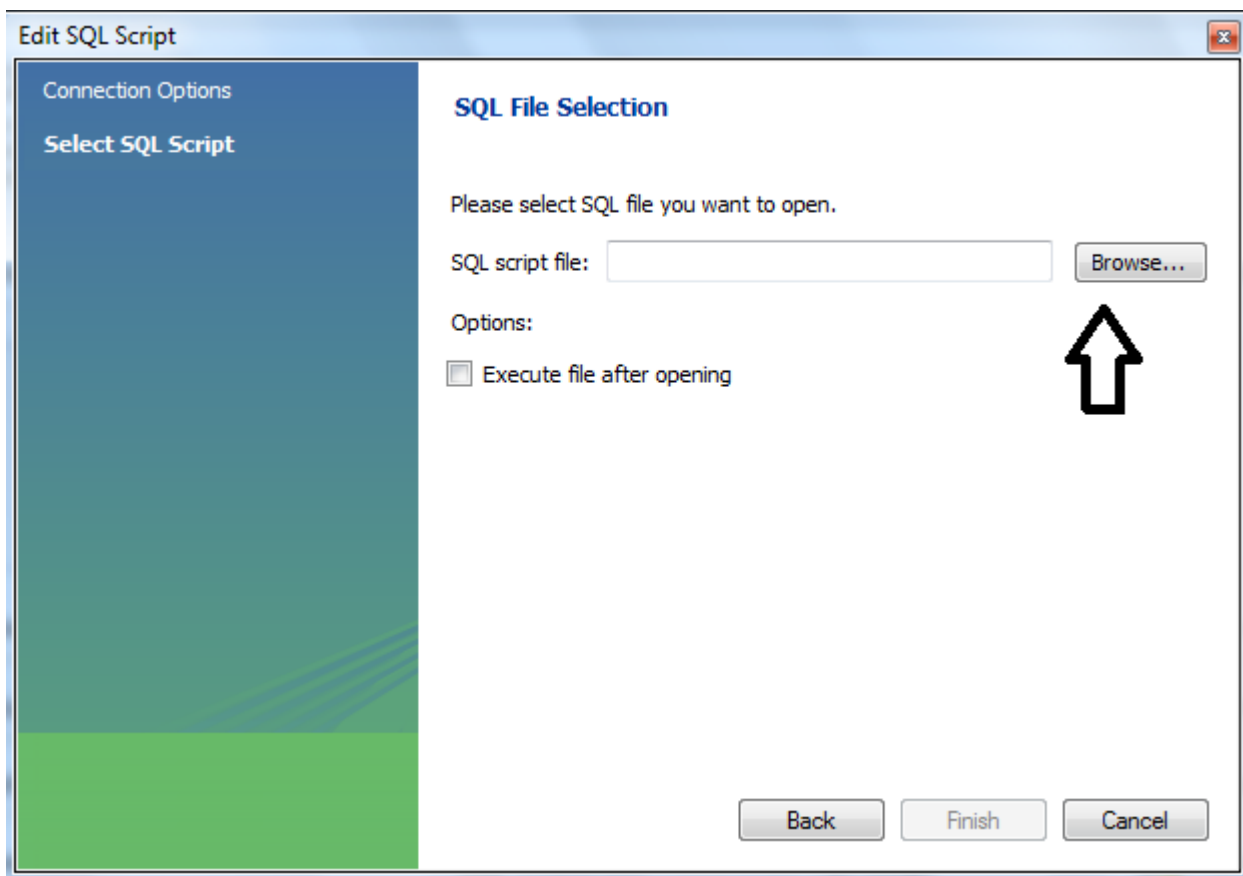 Edit SQL Script
Connection Options
Select SQL Script
SQL File Selection
Please select SQL file you want to open.
SQL script file:
Browse...
Options:
Execute file after opening
Back
Finish
Cancel